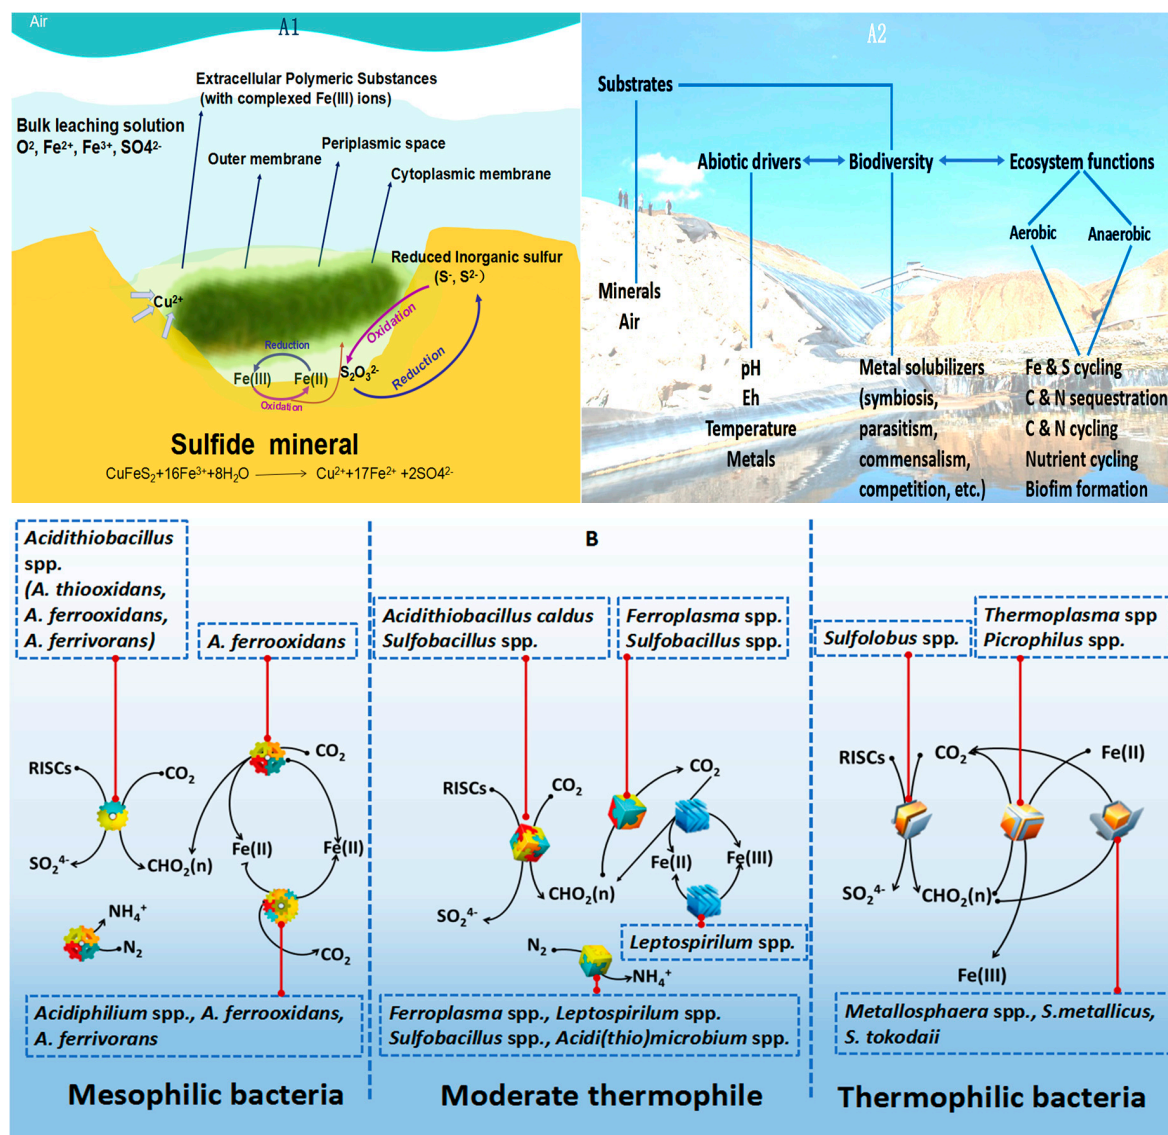 Air
A1
Extracellular Polymeric Substances
(with complexed Fe(III) ions)
Bulk leaching solution
O², Fe²⁺, Fe³⁺, SO4²⁻
Outer membrane
Periplasmic space
Cytoplasmic membrane
Reduced Inorganic sulfur
(S⁻, S²⁻)
Cu²⁺
Oxidation
Reduction
Fe(III)
Fe(II)
S₂O₃²⁻
Reduction
Oxidation
Sulfide mineral
CuFeS₂+16Fe³⁺+8H₂O
Cu²⁺+17Fe²⁺ +2SO4²⁻
A2
Substrates
Abiotic drivers
Biodiversity
Ecosystem functions
Aerobic
Anaerobic
Minerals
Air
pH
Eh
Temperature
Metals
Metal solubilizers
(symbiosis,
parasitism,
commensalism,
competition, etc.)
Fe & S cycling
C & N sequestration
C & N cycling
Nutrient cycling
Biofim formation
B
Acidithiobacillus
spp.
(A. thiooxidans,
A. ferrooxidans,
A. ferrivorans)
A. ferrooxidans
RISCs
CO₂
CO₂
SO₂⁴⁻
CHO₂(n)
Fe(II)
Fe(II)
NH₄⁺
N₂
CO₂
Acidiphilium spp., A. ferrooxidans,
A. ferrivorans
Mesophilic bacteria
Acidithiobacillus caldus
Sulfobacillus spp.
Ferroplasma spp.
Sulfobacillus spp.
RISCs
CO₂
CO₂
Fe(II)
Fe(III)
CHO₂(n)
SO₂⁴⁻
Leptospirilum spp.
N₂
NH₄⁺
Ferroplasma spp., Leptospirilum spp.
Sulfobacillus spp., Acidi(thio)microbium spp.
Moderate thermophile
Sulfolobus spp.
Thermoplasma spp
Picrophilus spp.
RISCs
CO₂
Fe(II)
SO₂⁴⁻
CHO₂(n)
Fe(III)
Metallosphaera spp., S.metallicus,
S. tokodaii
Thermophilic bacteria